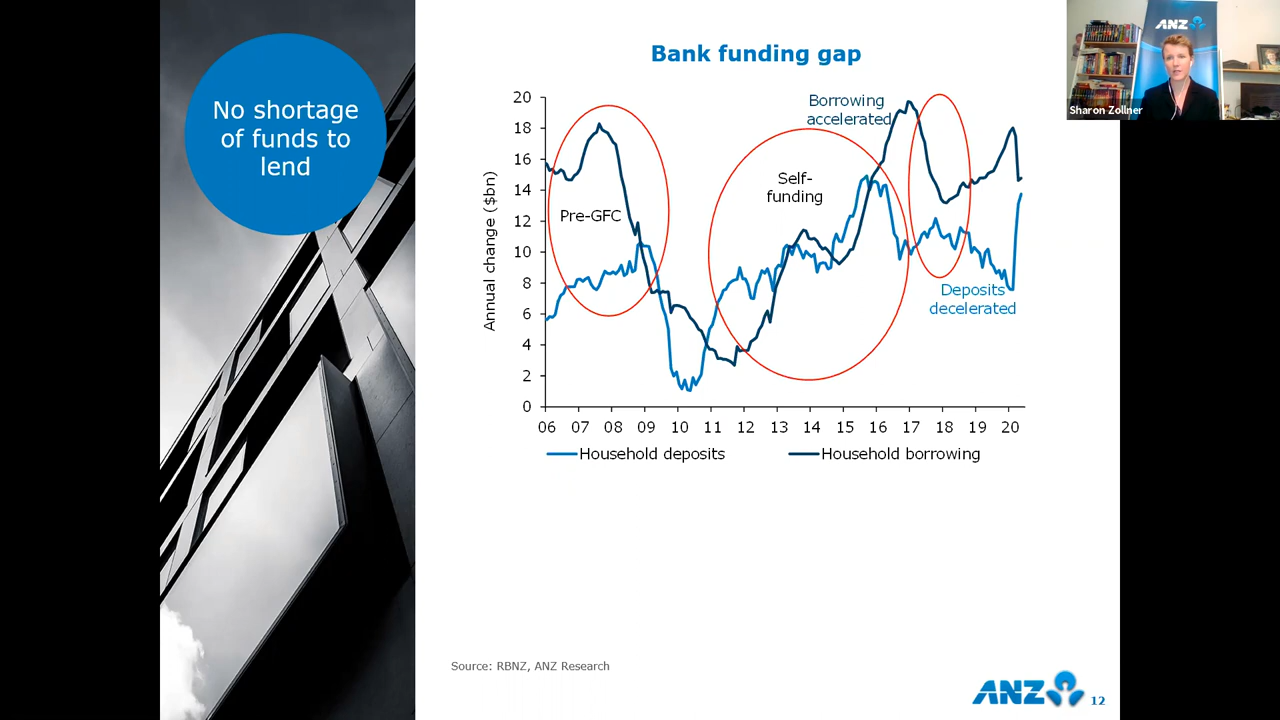 No shortage
of funds to
lend
Bank funding gap
ANZ
Sharon Zollner
Annual change ($bn)
20
18
16
14
12
10
8
6
4
2
0
Borrowing
accelerated
Self-
funding
Pre-GFC
Deposits
decelerated
06 07 08 09 10 11 12 13 14 15 16 17 18 19 20
Household deposits Household borrowing
Source: RBNZ, ANZ Research
ANZ 12